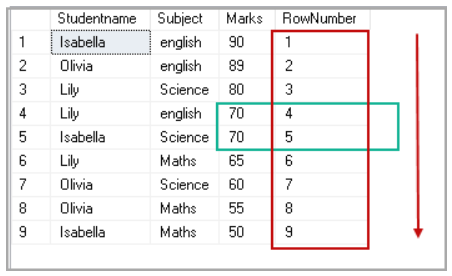 Studentname Subject Marks RowNumber
1 Isabella english 90 1
2 Olivia english 89 2
3 Lily Science 80 3
4 Lily english 70 4
5 Isabella Science 70 5
6 Lily Maths 65 6
7 Olivia Science 60 7
8 Olivia Maths 55 8
9 Isabella Maths 50 9